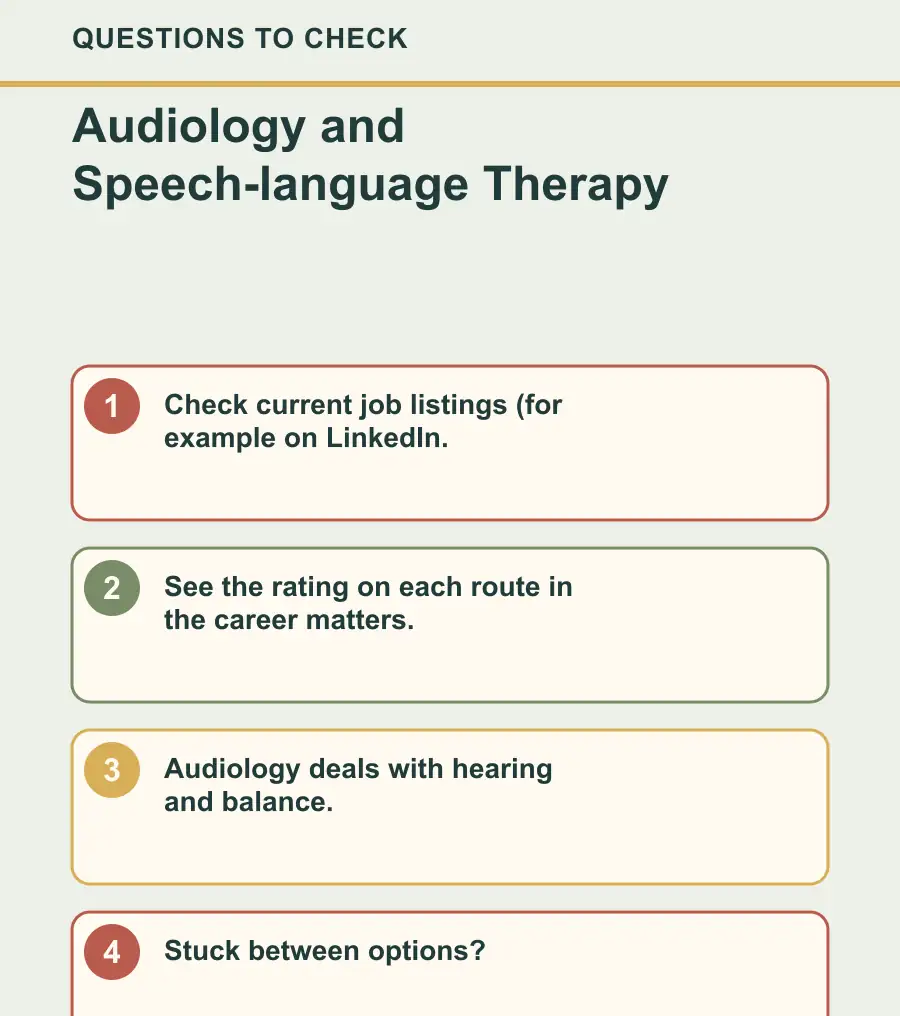 QUESTIONS TO CHECK
Audiology and
Speech-language Therapy
1
Check current job listings (for
example on LinkedIn.
2
See the rating on each route in
the career matters.
3
Audiology deals with hearing
and balance.
4
Stuck between options?